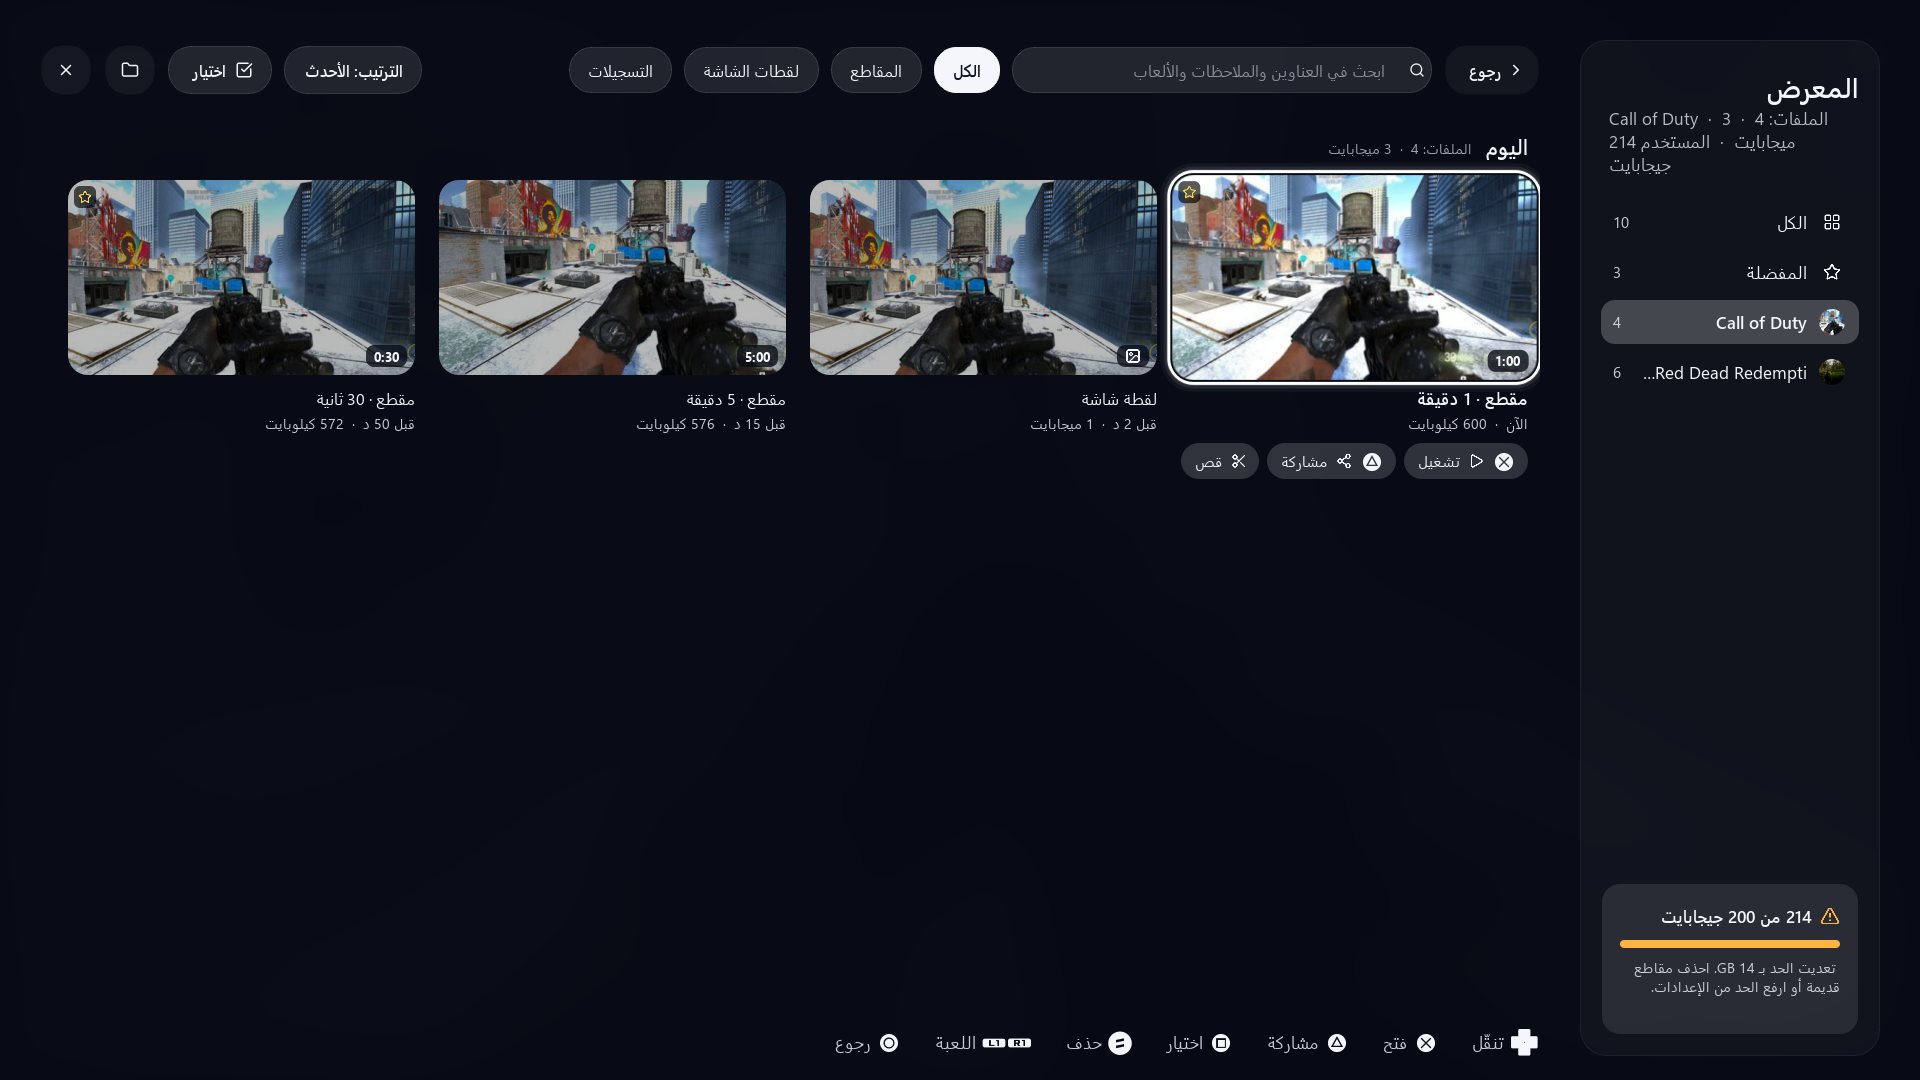 المعرض
Call of Duty · 3 · الملفات: 4
ميجابايت · المستخدم 214
جيجابايت
الكل 10
المفضلة 3
Call of Duty 4
Red Dead Redempti... 6
214 من 200 جيجابايت
تعديت الحد بـ 14 GB. احذف مقاطع
قديمة أو ارفع الحد من الإعدادات.
رجوع
ابحث في العناوين والملاحظات والألعاب
الكل
المقاطع
لقطات الشاشة
التسجيلات
الترتيب: الأحدث
اختيار
اليوم الملفات: 4 · 3 ميجابايت
1:00
مقطع · 1 دقيقة
الآن · 600 كيلوبايت
تشغيل
مشاركة
قص
لقطة شاشة
قبل 2 د · 1 ميجابايت
5:00
مقطع · 5 دقيقة
قبل 15 د · 576 كيلوبايت
0:30
مقطع · 30 ثانية
قبل 50 د · 572 كيلوبايت
تنقّل
فتح
مشاركة
اختيار
حذف
L1 R1 اللعبة
رجوع